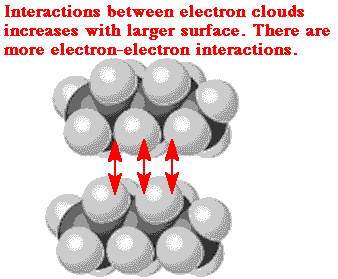 Interactions between electron clouds
increases with larger surface. There are
more electron-electron interactions.